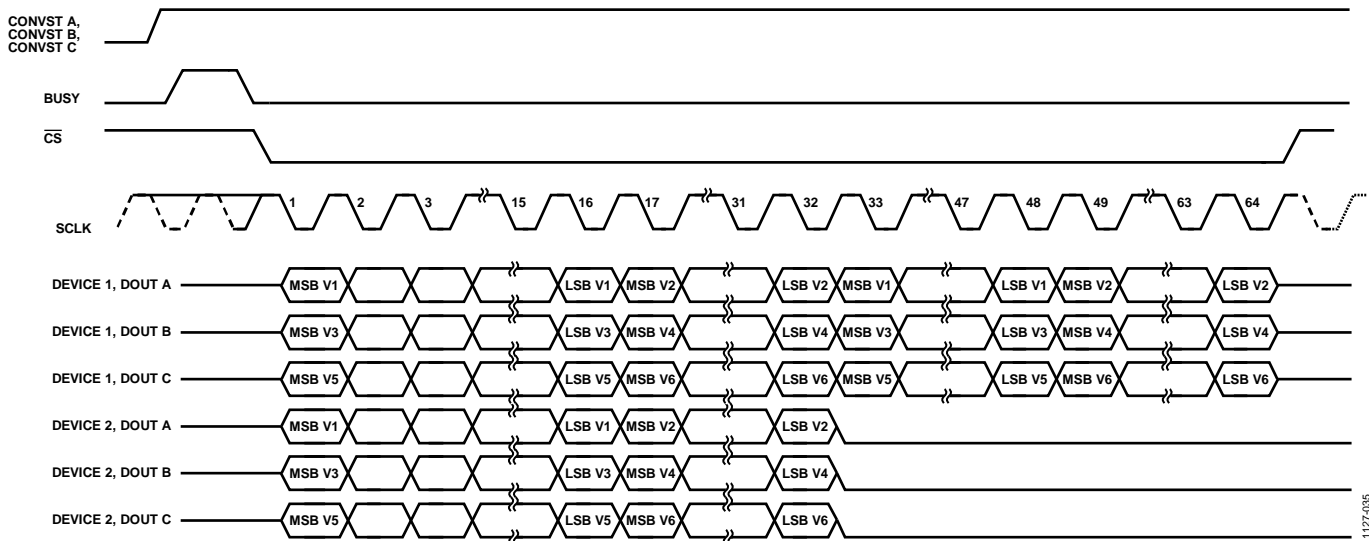 CONVST A,
CONVST B,
CONVST C
BUSY
CS
SCLK
1 2 3 15 16 17 31 32 33 47 48 49 63 64
DEVICE 1, DOUT A MSB V1 LSB V1 MSB V2 LSB V2 MSB V1 LSB V1 MSB V2 LSB V2
DEVICE 1, DOUT B MSB V3 LSB V3 MSB V4 LSB V4 MSB V3 LSB V3 MSB V4 LSB V4
DEVICE 1, DOUT C MSB V5 LSB V5 MSB V6 LSB V6 MSB V5 LSB V5 MSB V6 LSB V6
DEVICE 2, DOUT A MSB V1 LSB V1 MSB V2 LSB V2
DEVICE 2, DOUT B MSB V3 LSB V3 MSB V4 LSB V4
DEVICE 2, DOUT C MSB V5 LSB V5 MSB V6 LSB V6
1127-035